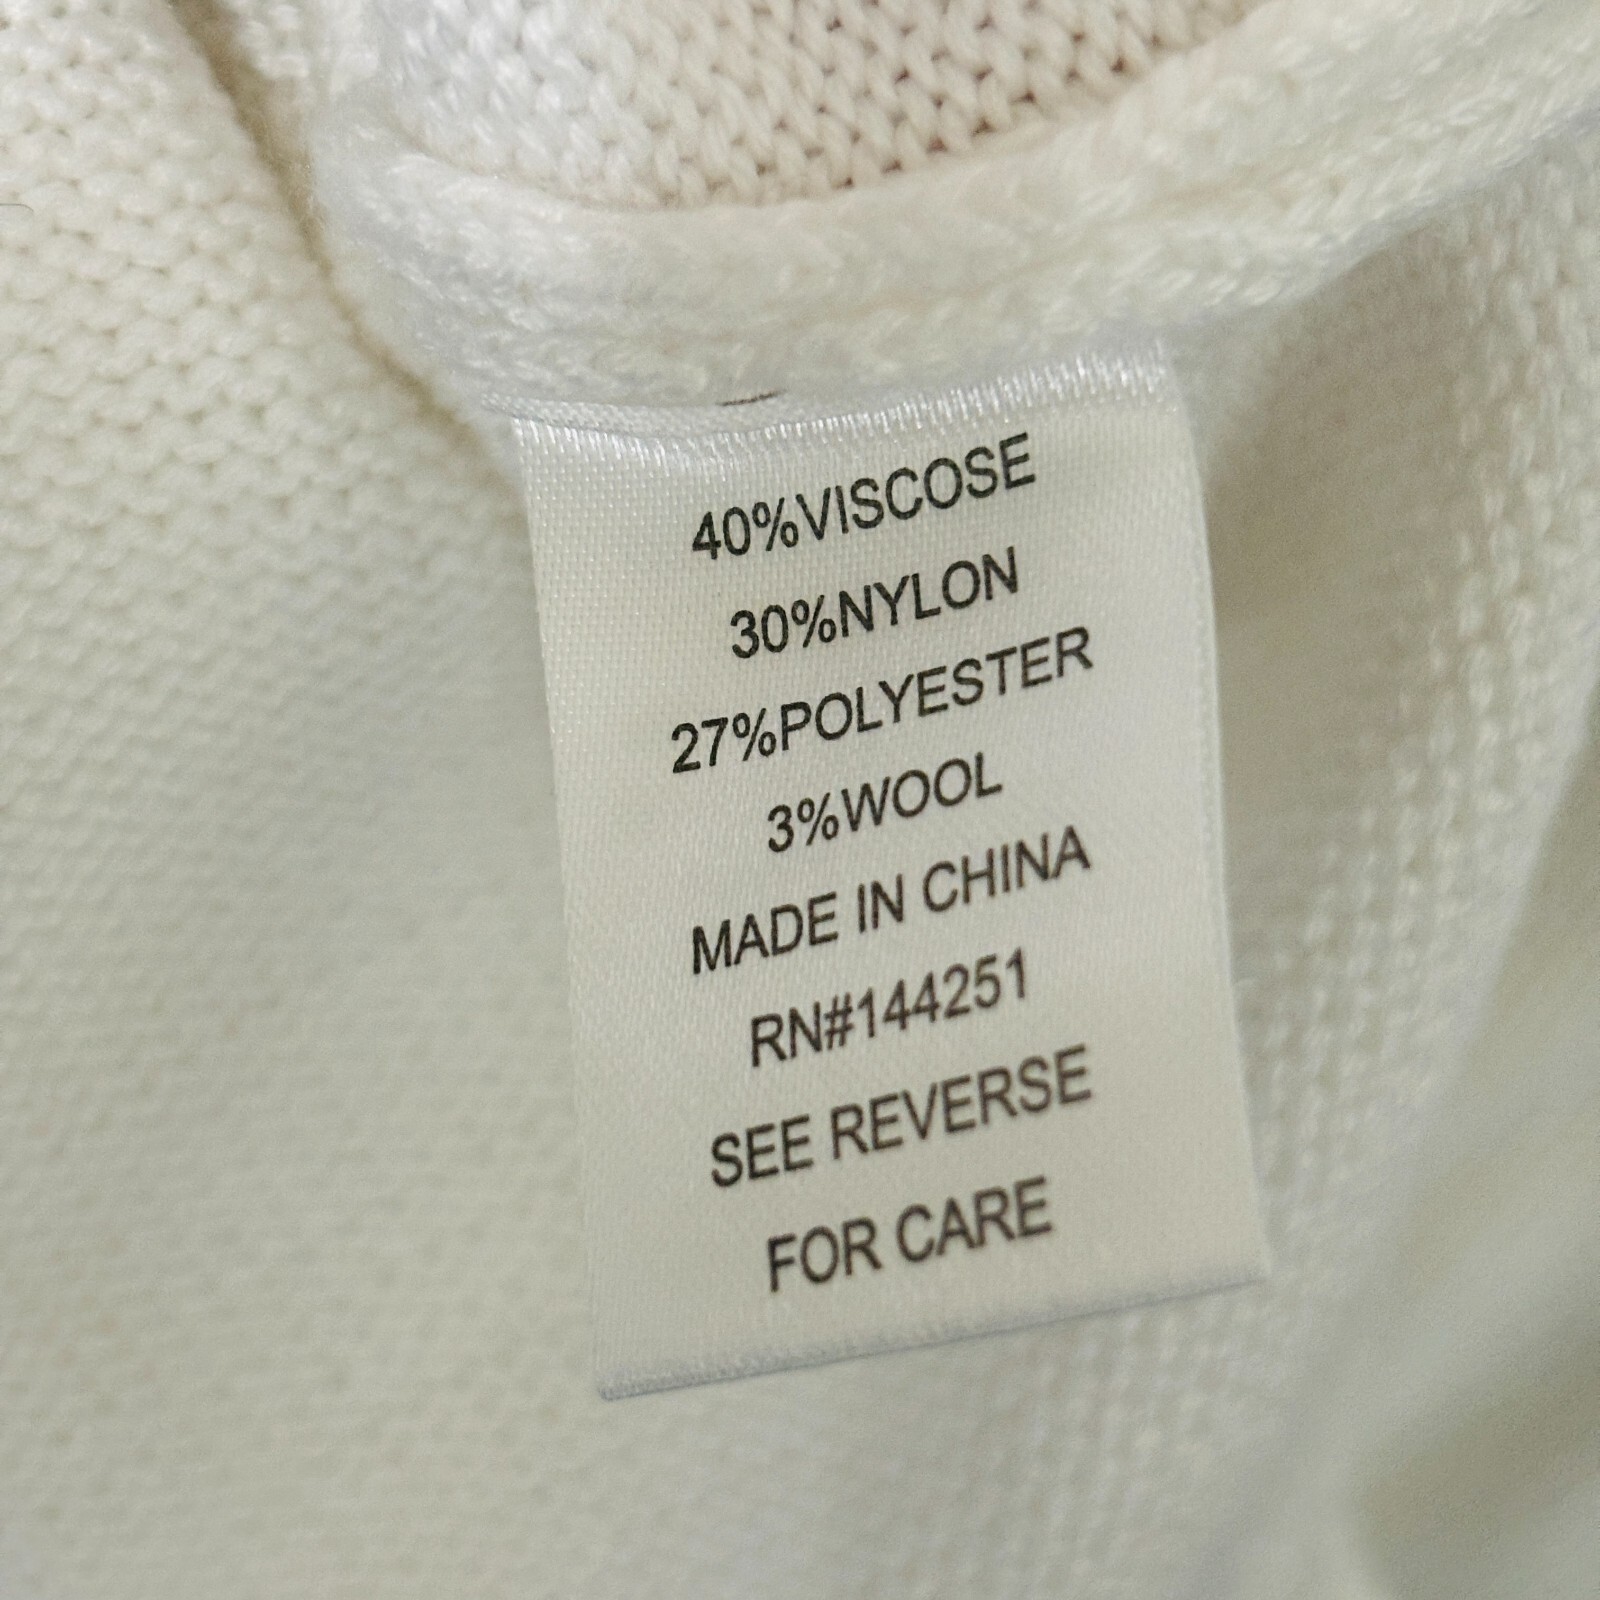 40%VISCOSE
30%NYLON
27%POLYESTER
3%WOOL
MADE IN CHINA
RN#144251
SEE REVERSE
FOR CARE